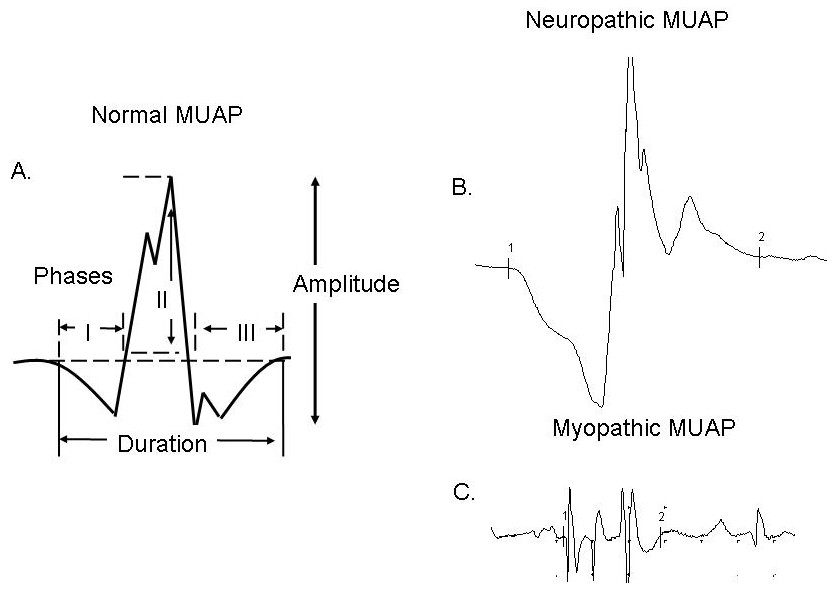 Neuropathic MUAP
Normal MUAP
A.
B.
1
2
Phases
I
II
III
Amplitude
Duration
Myopathic MUAP
C.
1
2